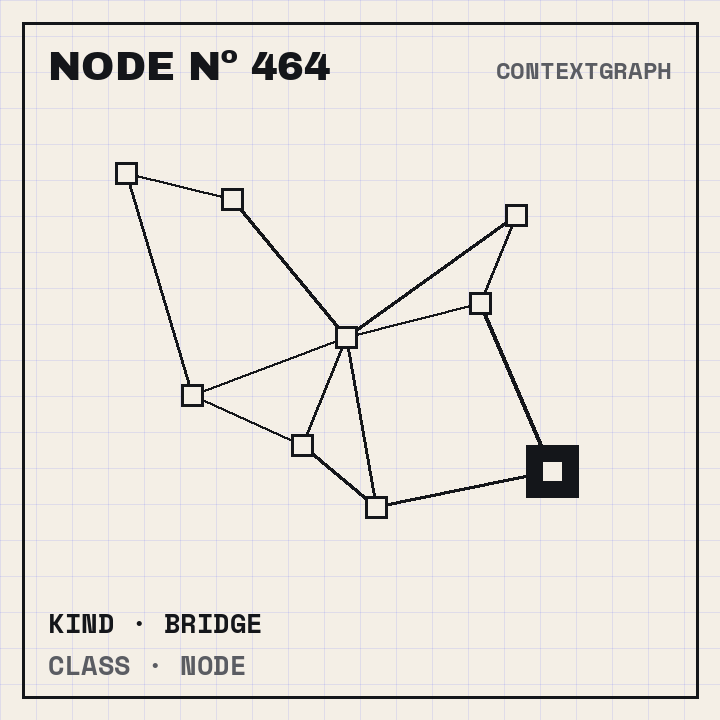 NODE Nº 464
CONTEXTGRAPH
KIND · BRIDGE
CLASS · NODE